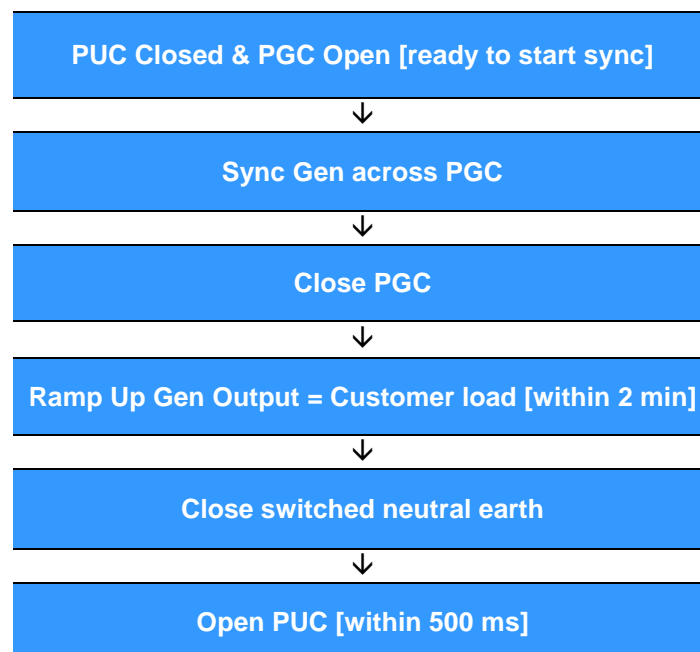 PUC Closed & PGC Open [ready to start sync]
Sync Gen across PGC
Close PGC
Ramp Up Gen Output = Customer load [within 2 min]
Close switched neutral earth
Open PUC [within 500 ms]